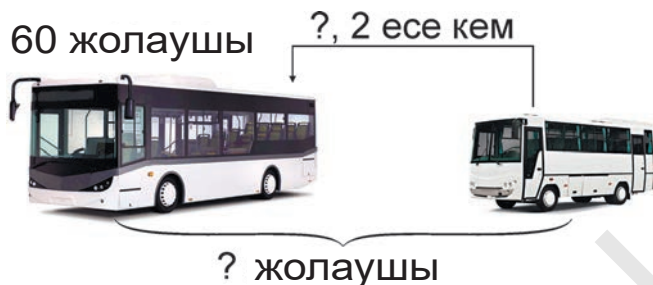 60 жолаушы
?, 2 есе кем
? жолаушы